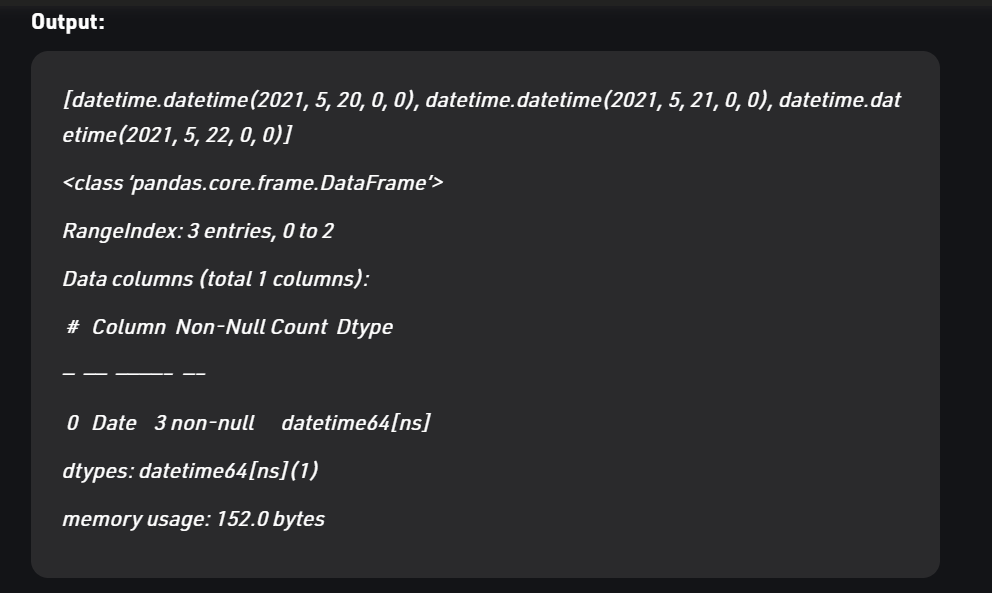 Output:
[datetime.datetime(2021, 5, 20, 0, 0), datetime.datetime(2021, 5, 21, 0, 0), datetime.dat
etime(2021, 5, 22, 0, 0)]
<class ‘pandas.core.frame.DataFrame’>
RangeIndex: 3 entries, 0 to 2
Data columns (total 1 columns):
#   Column  Non-Null Count  Dtype
— —– ———– —–
0   Date   3 non-null     datetime64[ns]
dtypes: datetime64[ns](1)
memory usage: 152.0 bytes